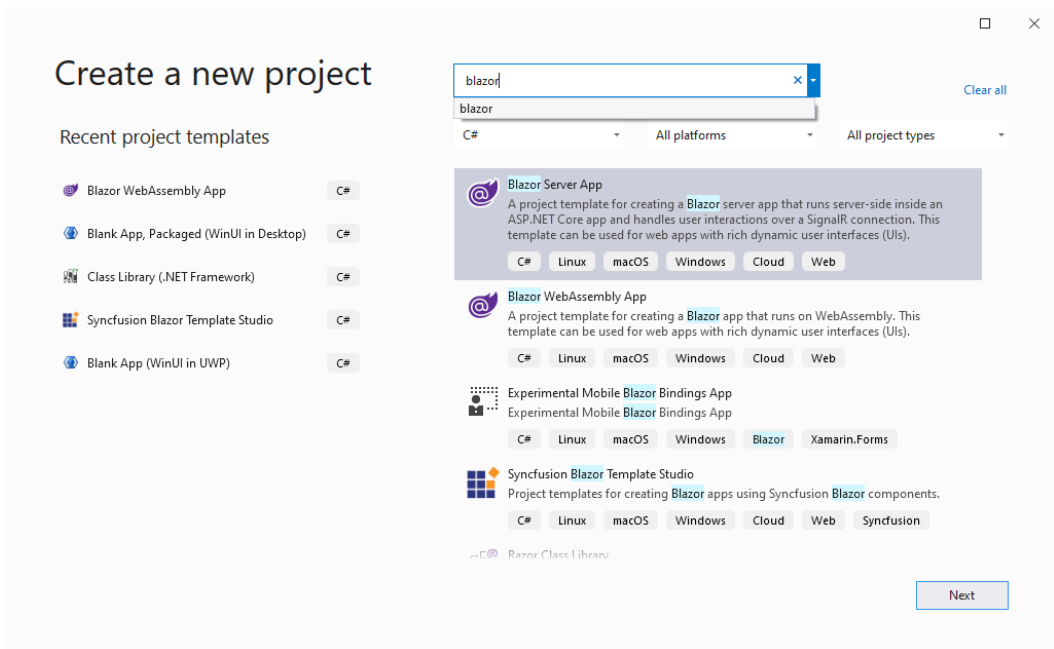 Create a new project
Recent project templates
Blazor WebAssembly App C#
Blank App, Packaged (WinUI in Desktop) C#
Class Library (.NET Framework) C#
Syncfusion Blazor Template Studio C#
Blank App (WinUI in UWP) C#
blazor
blazor
Clear all
C# All platforms All project types
Blazor Server App
A project template for creating a Blazor server app that runs server-side inside an
ASP.NET Core app and handles user interactions over a SignalR connection. This
template can be used for web apps with rich dynamic user interfaces (UIs).
C# Linux macOS Windows Cloud Web
Blazor WebAssembly App
A project template for creating a Blazor app that runs on WebAssembly. This
template can be used for web apps with rich dynamic user interfaces (UIs).
C# Linux macOS Windows Cloud Web
Experimental Mobile Blazor Bindings App
Experimental Mobile Blazor Bindings App
C# Linux macOS Windows Blazor Xamarin.Forms
Syncfusion Blazor Template Studio
Project templates for creating Blazor apps using Syncfusion Blazor components.
C# Linux macOS Windows Cloud Web Syncfusion
Razor Class Library
Next